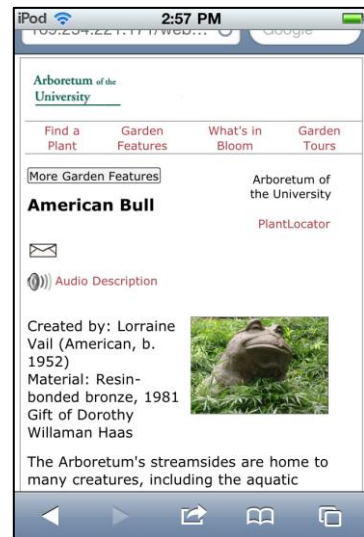 iPod 2:57 PM
Google
Arboretum of the
University
Find a Plant
Garden Features
What's in Bloom
Garden Tours
More Garden Features
Arboretum of
the University
American Bull
PlantLocator
Audio Description
Created by: Lorraine
Vail (American, b.
1952)
Material: Resin-
bonded bronze, 1981
Gift of Dorothy
Willaman Haas
The Arboretum's streamsides are home to
many creatures, including the aquatic